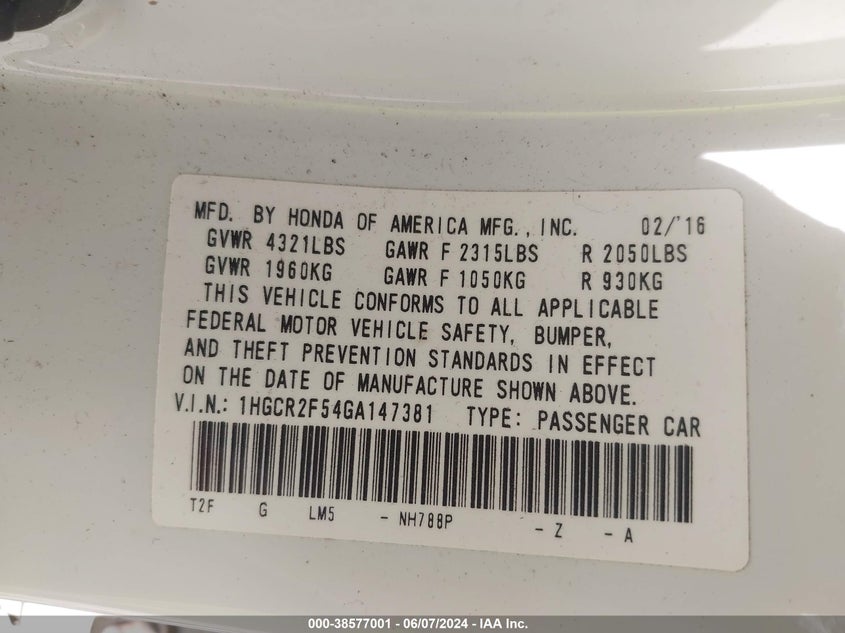 MFD. BY HONDA OF AMERICA MFG., INC. 02/'16
GVWR 4321LBS GAWR F 2315LBS R 2050LBS
GVWR 1960KG GAWR F 1050KG R 930KG
THIS VEHICLE CONFORMS TO ALL APPLICABLE
FEDERAL MOTOR VEHICLE SAFETY, BUMPER,
AND THEFT PREVENTION STANDARDS IN EFFECT
ON THE DATE OF MANUFACTURE SHOWN ABOVE.
V.I.N.: 1HGCR2F54GA147381 TYPE: PASSENGER CAR
T2F G LM5 - NH788P - Z - A
000-38577001 - 06/07/2024 - IAA Inc.